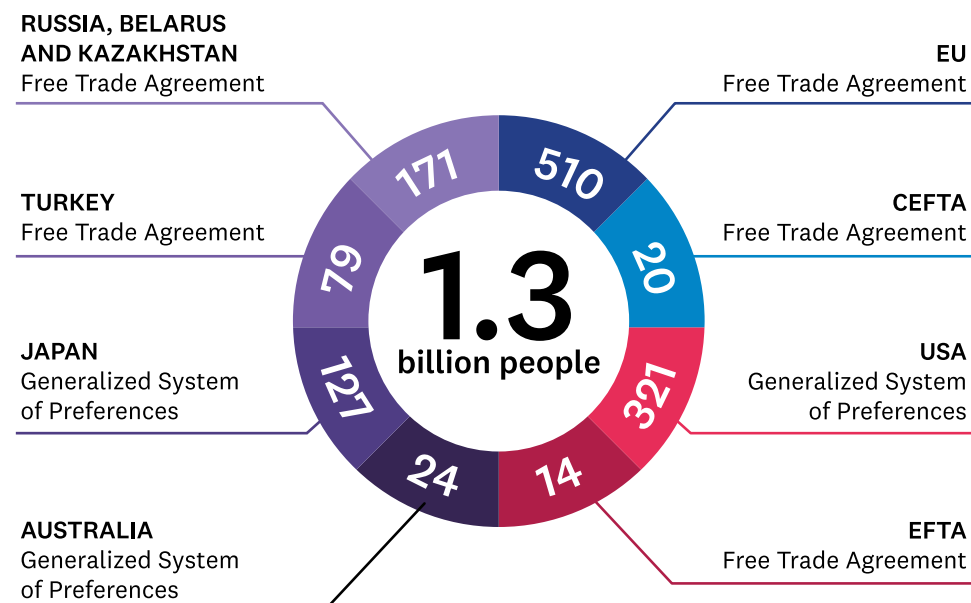 RUSSIA, BELARUS
AND KAZAKHSTAN
Free Trade Agreement
EU
Free Trade Agreement
TURKEY
Free Trade Agreement
CEFTA
Free Trade Agreement
JAPAN
Generalized System
of Preferences
USA
Generalized System
of Preferences
AUSTRALIA
Generalized System
of Preferences
EFTA
Free Trade Agreement
171
510
79
20
127
321
24
14
1.3
billion people